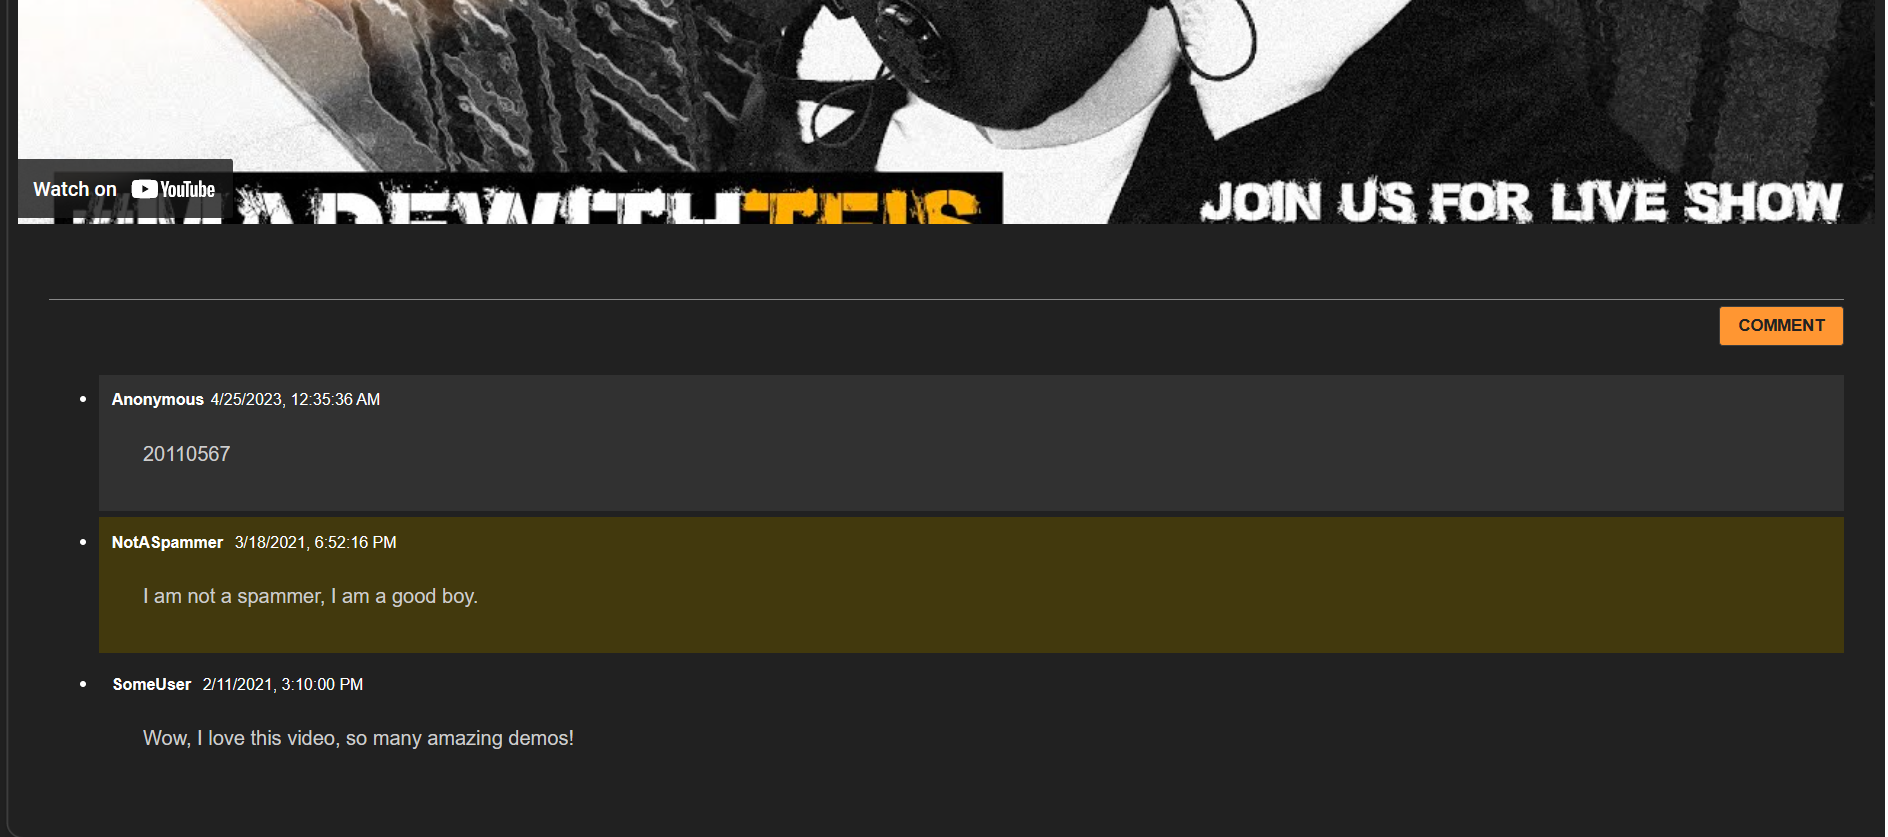 Watch on YouTube
#MADEWITHTFJS
JOIN US FOR LIVE SHOW
COMMENT
Anonymous 4/25/2023, 12:35:36 AM
20110567
NotASpammer 3/18/2021, 6:52:16 PM
I am not a spammer, I am a good boy.
SomeUser 2/11/2021, 3:10:00 PM
Wow, I love this video, so many amazing demos!